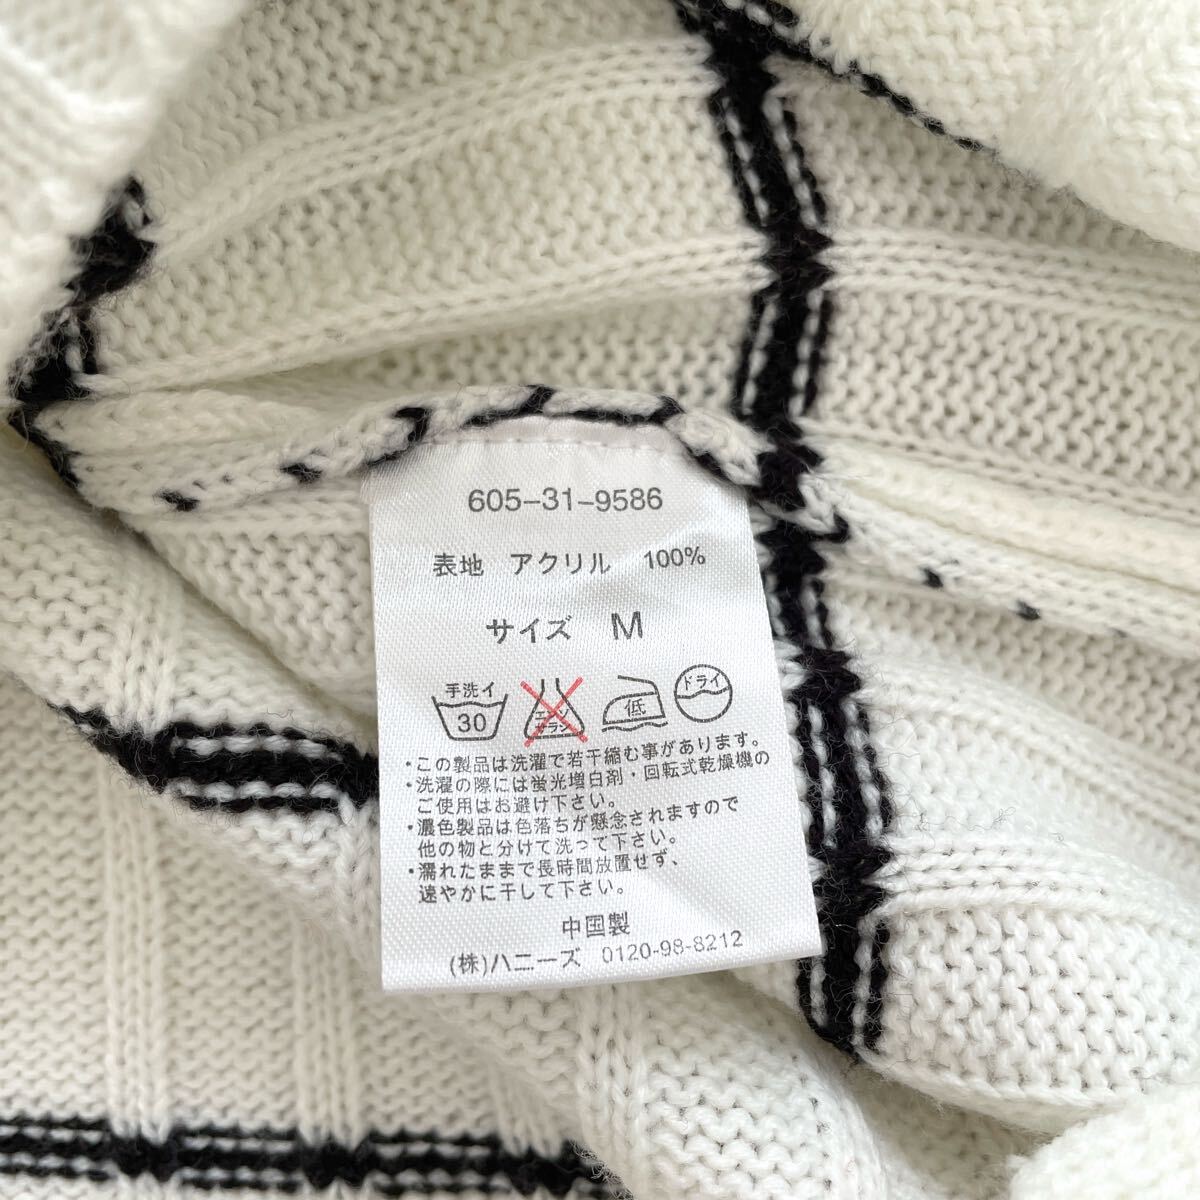 605-31-9586
表地 アクリル 100%
サイズ M
手洗イ 30 エンソ サラシ 低 ドライ
・この製品は洗濯で若干縮む事があります。
・洗濯の際には蛍光増白剤・回転式乾燥機の
ご使用はお避け下さい。
・濃色製品は色落ちが懸念されますので
他の物と分けて洗って下さい。
・濡れたままで長時間放置せず、
速やかに干して下さい。
中国製
(株)ハニーズ 0120-98-8212